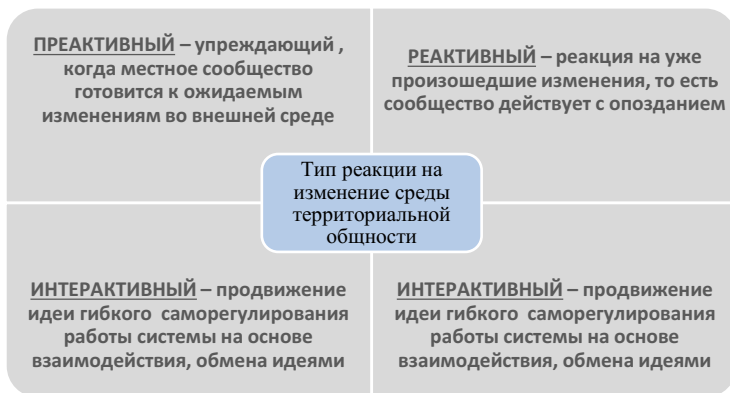 ПРЕАКТИВНЫЙ – упреждающий ,
когда местное сообщество
готовится к ожидаемым
изменениям во внешней среде
РЕАКТИВНЫЙ – реакция на уже
произошедшие изменения, то есть
сообщество действует с опозданием
Тип реакции на
изменение среды
территориальной
общности
ИНТЕРАКТИВНЫЙ – продвижение
идеи гибкого саморегулирования
работы системы на основе
взаимодействия, обмена идеями
ИНТЕРАКТИВНЫЙ – продвижение
идеи гибкого саморегулирования
работы системы на основе
взаимодействия, обмена идеями